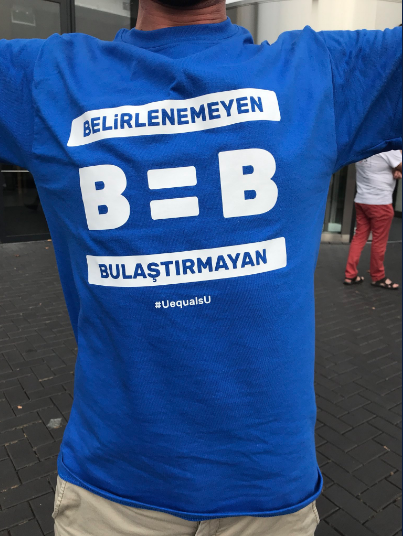 BELİRLENEMEYEN
B=B
BULAŞTIRMAYAN
#UequalsU